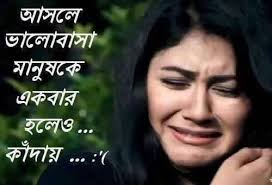 আসলে
ভালোবাসা
মানুষকে
একবার
হলেও ...
কাঁদায় ... :'(